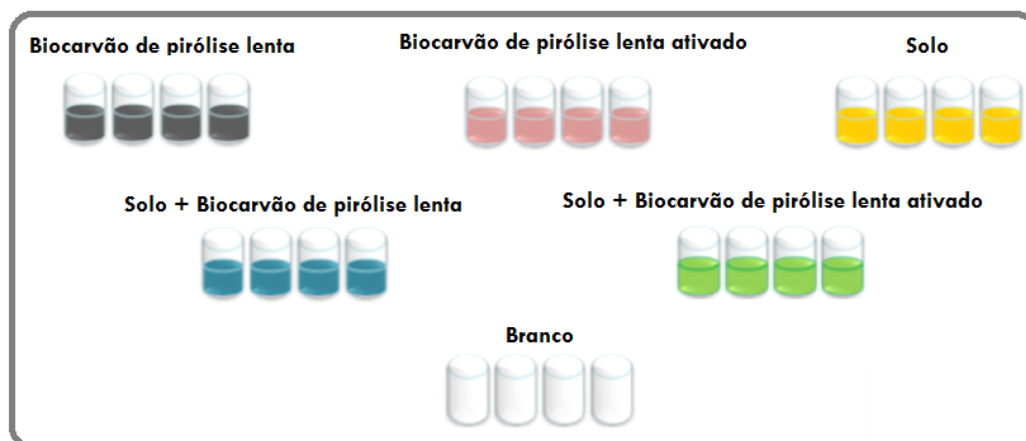 Biocarvão de pirólise lenta
Biocarvão de pirólise lenta ativado
Solo
Solo + Biocarvão de pirólise lenta
Solo + Biocarvão de pirólise lenta ativado
Branco